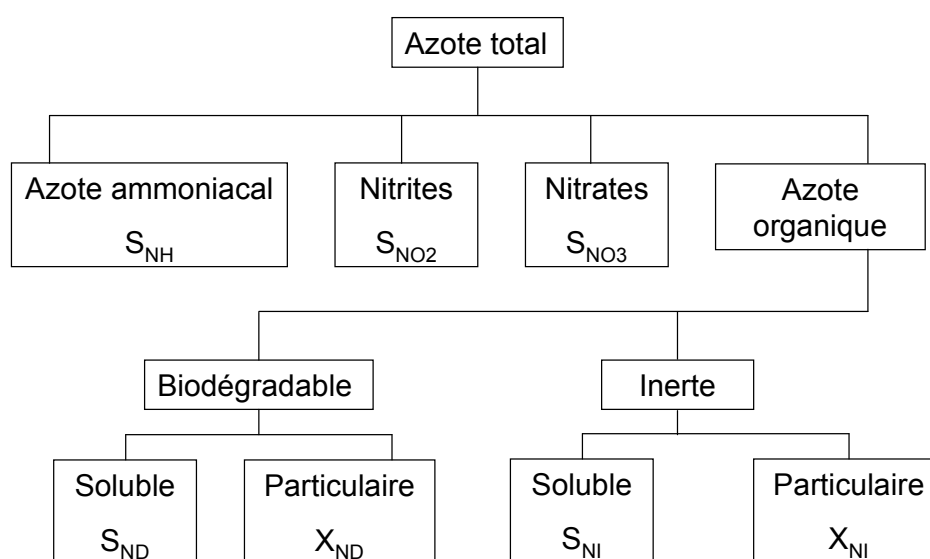 Azote total
Azote ammoniacal
S_NH
Nitrites
S_NO2
Nitrates
S_NO3
Azote
organique
Biodégradable
Inerte
Soluble
S_ND
Particulaire
X_ND
Soluble
S_NI
Particulaire
X_NI